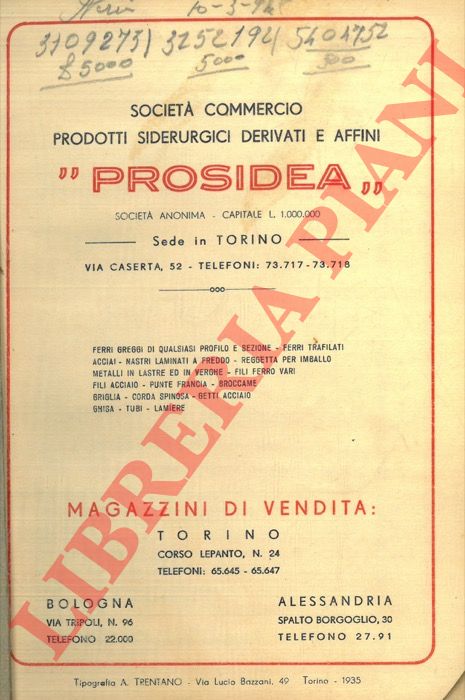 10-3-
3109273) 3252192( 5404752
£ 5000 5000 500
SOCIETÀ COMMERCIO
PRODOTTI SIDERURGICI DERIVATI E AFFINI
" PROSIDEA „
SOCIETÀ ANONIMA - CAPITALE L. 1.000.000
Sede in TORINO
VIA CASERTA, 52 - TELEFONI: 73.717-73.718
FERRI GREGGI DI QUALSIASI PROFILO E SEZIONE - FERRI TRAFILATI
ACCIAI - NASTRI LAMINATI A FREDDO - REGGETTA PER IMBALLO
METALLI IN LASTRE ED IN VERGHE - FILI FERRO VARI
FILI ACCIAIO - PUNTE FRANCIA - BROCCAME
BRIGLIA - CORDA SPINOSA - GETTI ACCIAIO
GHISA - TUBI - LAMIERE
MAGAZZINI DI VENDITA:
TORINO
CORSO LEPANTO, N. 24
TELEFONI: 65.645 - 65.647
BOLOGNA
VIA TRIPOLI, N. 96
TELEFONO 22.000
ALESSANDRIA
SPALTO BORGOGLIO, 30
TELEFONO 27.91
Tipografia A. TRENTANO - Via Lucio Bazzani, 49 Torino - 1935
LIBRERIA PIANI